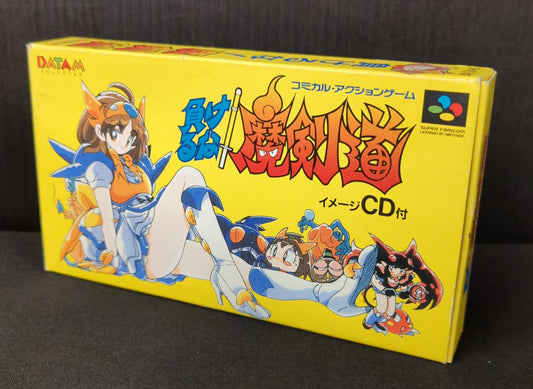 DATAM
POLYSTAR
コミカル・アクションゲーム
負けるな!
魔剣道
SUPER FAMICOM
LICENSED BY NINTENDO
イメージCD付